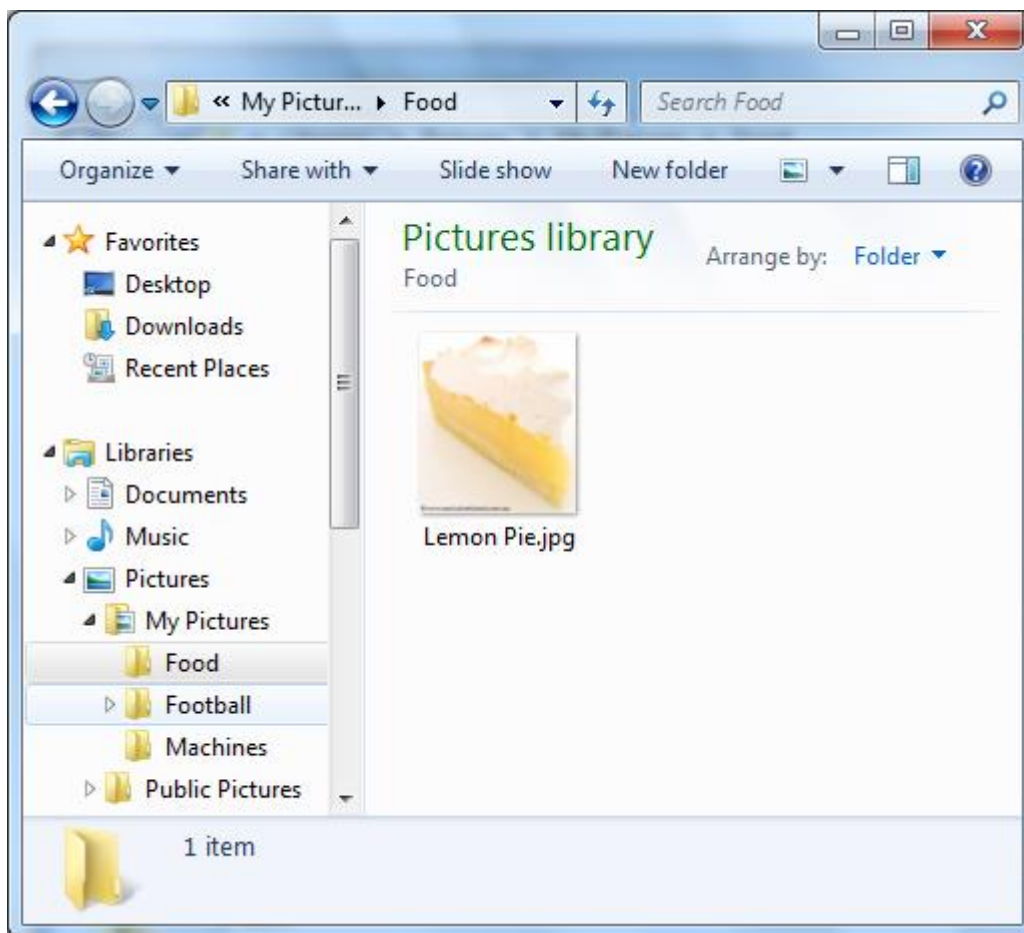 « My Pictur... Food Search Food
Organize Share with Slide show New folder
Favorites
Desktop
Downloads
Recent Places
Libraries
Documents
Music
Pictures
My Pictures
Food
Football
Machines
Public Pictures
Pictures library
Food
Arrange by: Folder
Lemon Pie.jpg
1 item